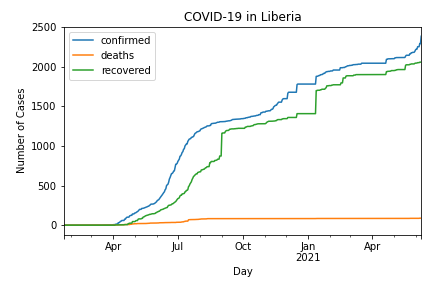 COVID-19 in Liberia
confirmed
deaths
recovered
2500
2000
1500
1000
500
0
Number of Cases
Apr
Jul
Oct
Jan
2021
Apr
Day